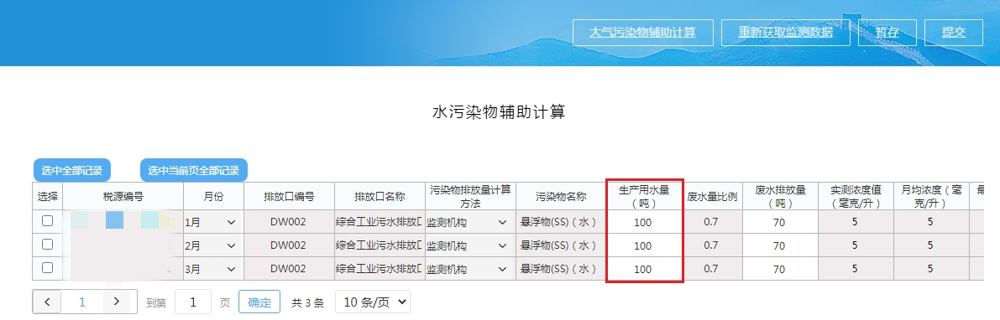 大气污染物辅助计算 重新获取监测数据 暂存 提交
水污染物辅助计算
选中全部记录 选中当前页全部记录
选择 税源编号 月份 排放口编号 排放口名称 污染物排放量计算方法 污染物名称 生产用水量（吨） 废水量比例 废水排放量（吨） 实测浓度值（毫克/升） 月均浓度（毫克/升）
1月 DW002 综合工业污水排放口 监测机构 悬浮物(SS)（水） 100 0.7 70 5 5
2月 DW002 综合工业污水排放口 监测机构 悬浮物(SS)（水） 100 0.7 70 5 5
3月 DW002 综合工业污水排放口 监测机构 悬浮物(SS)（水） 100 0.7 70 5 5
< 1 > 到第 1 页 确定 共 3 条 10 条/页